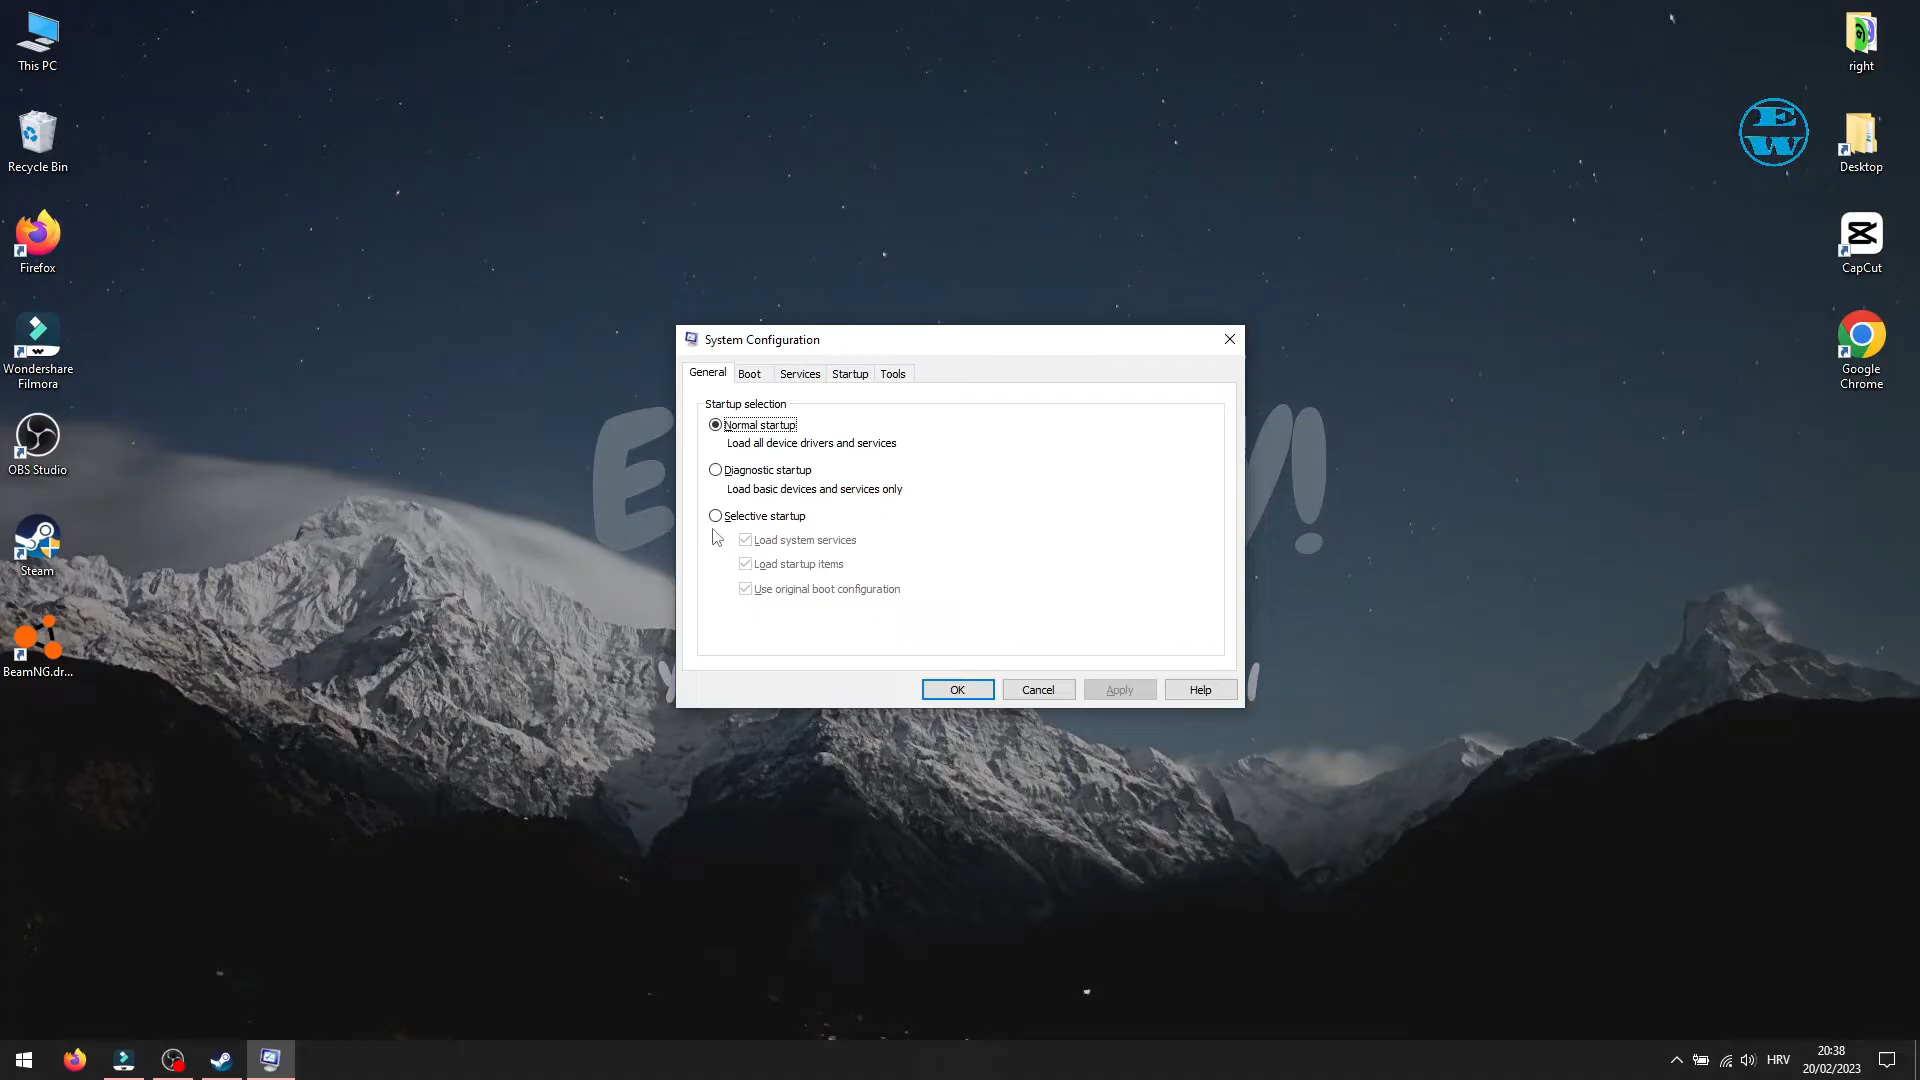 This PC
Recycle Bin
Firefox
Wondershare
Filmora
OBS Studio
Steam
BeamNG.dr...
right
EW
Desktop
CapCut
Google
Chrome
System Configuration
General
Boot
Services
Startup
Tools
Startup selection
Normal startup
Load all device drivers and services
Diagnostic startup
Load basic devices and services only
Selective startup
Load system services
Load startup items
Use original boot configuration
OK
Cancel
Apply
Help
HRV
20:38
20/02/2023